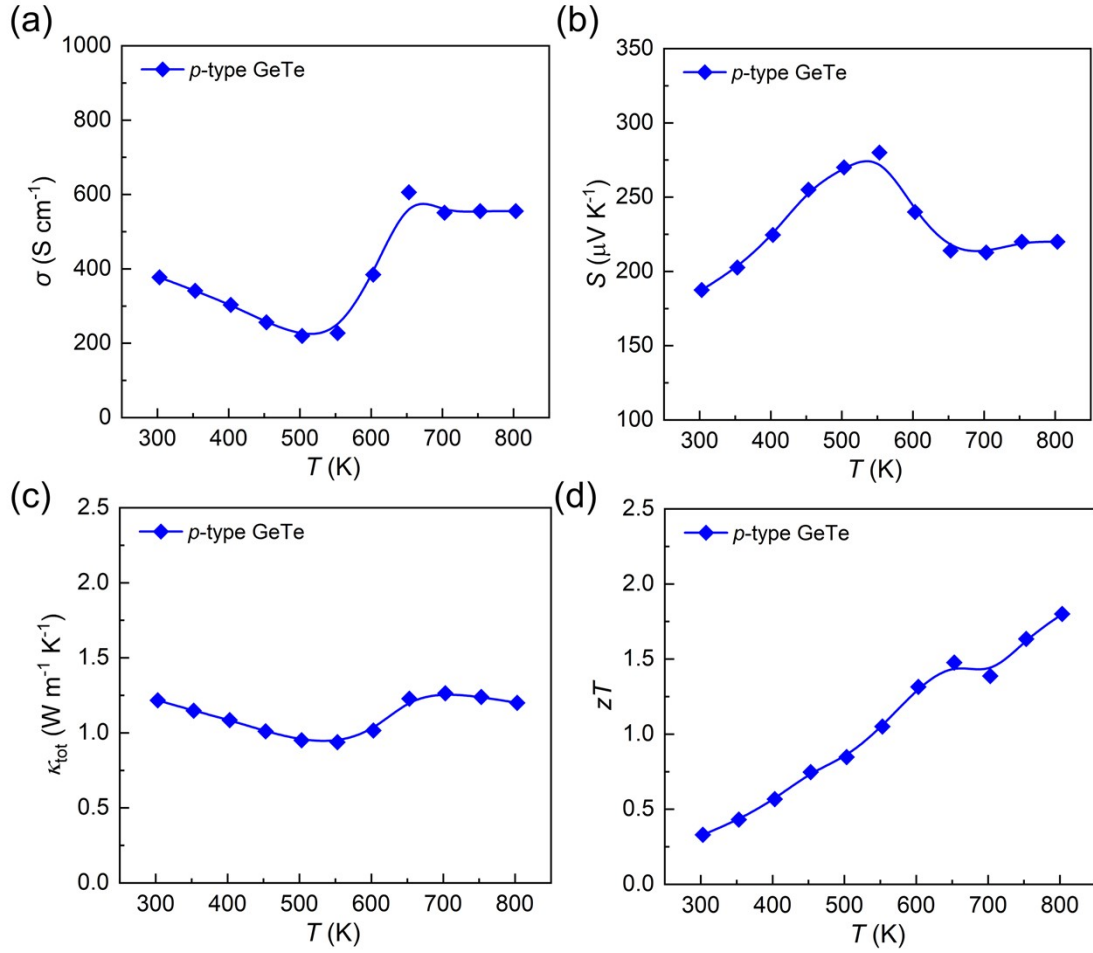 (a)
1000
800
600
400
200
0
σ (S cm⁻¹)
p-type GeTe
300 400 500 600 700 800
T (K)
(b)
350
300
250
200
150
100
S (μV K⁻¹)
p-type GeTe
300 400 500 600 700 800
T (K)
(c)
2.5
2.0
1.5
1.0
0.5
0.0
κtot (W m⁻¹ K⁻¹)
p-type GeTe
300 400 500 600 700 800
T (K)
(d)
2.5
2.0
1.5
1.0
0.5
0.0
zT
p-type GeTe
300 400 500 600 700 800
T (K)